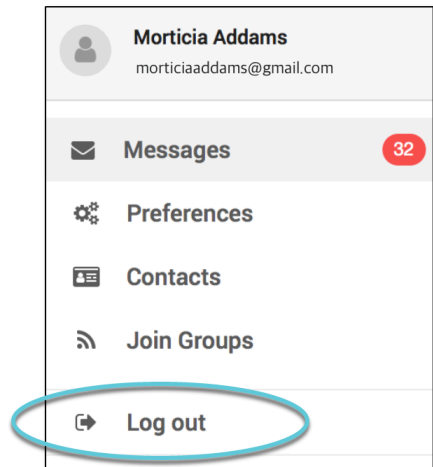 Morticia Addams
morticiaaddams@gmail.com
Messages 32
Preferences
Contacts
Join Groups
Log out